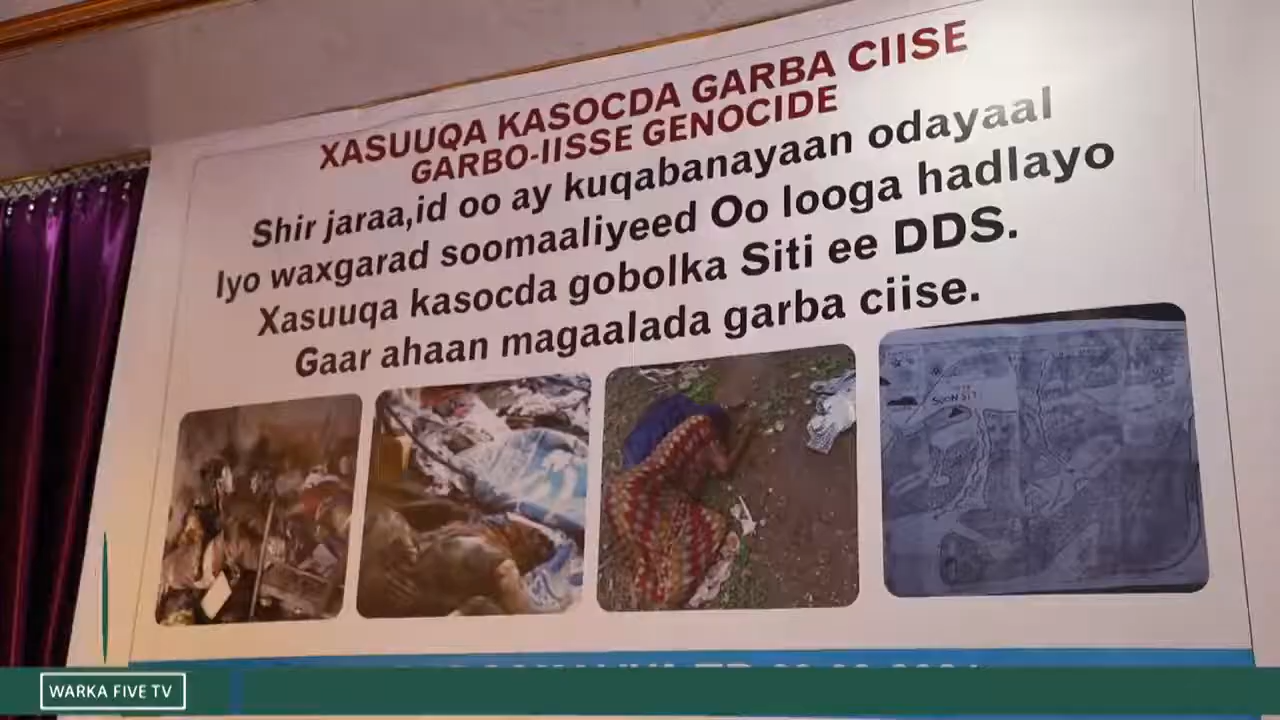 XASUUQA KASOCDA GARBA CIISE
GARBO-IISSE GENOCIDE
Shir jaraa,id oo ay kuqabanayaan odayaal
Iyo waxgarad soomaaliyeed Oo looga hadlayo
Xasuuqa kasocda gobolka Siti ee DDS.
Gaar ahaan magaalada garba ciise.
WARKA FIVE TV